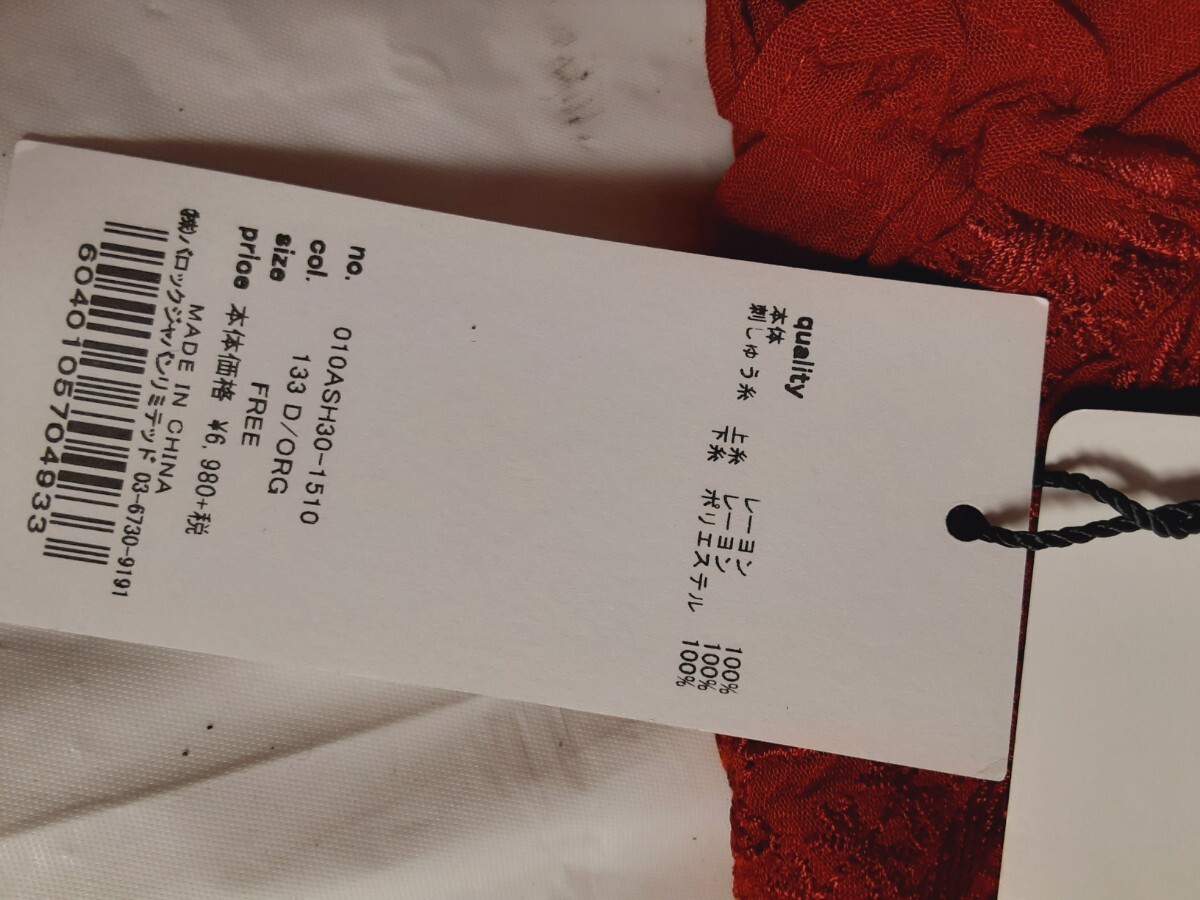 quality
本体 レーヨン 100%
刺しゅう糸 上糸 レーヨン 100%
下糸 ポリエステル 100%
no. 010ASH30-1510
col. 133 D/ORG
size FREE
price 本体価格 ¥6,980+税
MADE IN CHINA
㈱バロックジャパンリミテッド 03-6730-9191
6040105704933